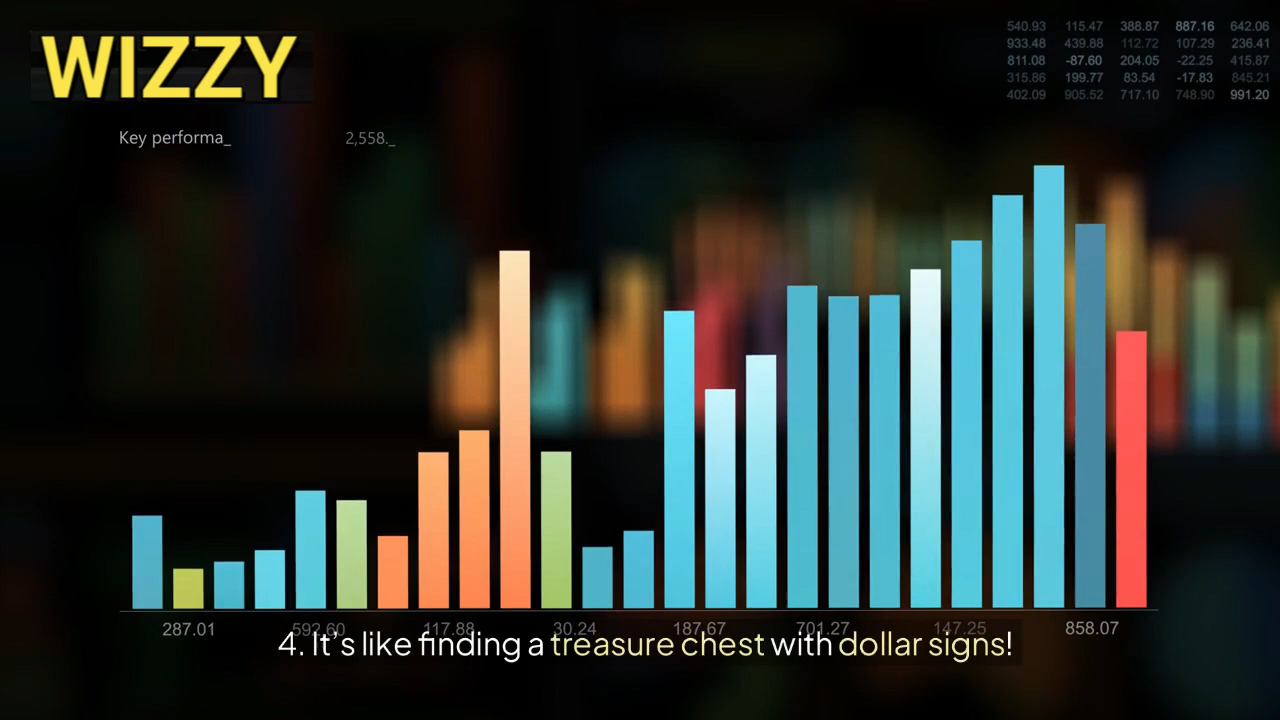 WIZZY
540.93 115.47 388.87 887.16 642.06
933.48 439.88 112.72 107.29 236.41
811.08 -87.60 204.05 -22.25 415.87
315.86 199.77 83.54 -17.83 845.21
402.09 905.52 717.10 748.90 991.20
Key performa_ 2,558._
287.01 592.60 117.88 30.24 187.67 701.27 147.25 858.07
4. It's like finding a treasure chest with dollar signs!